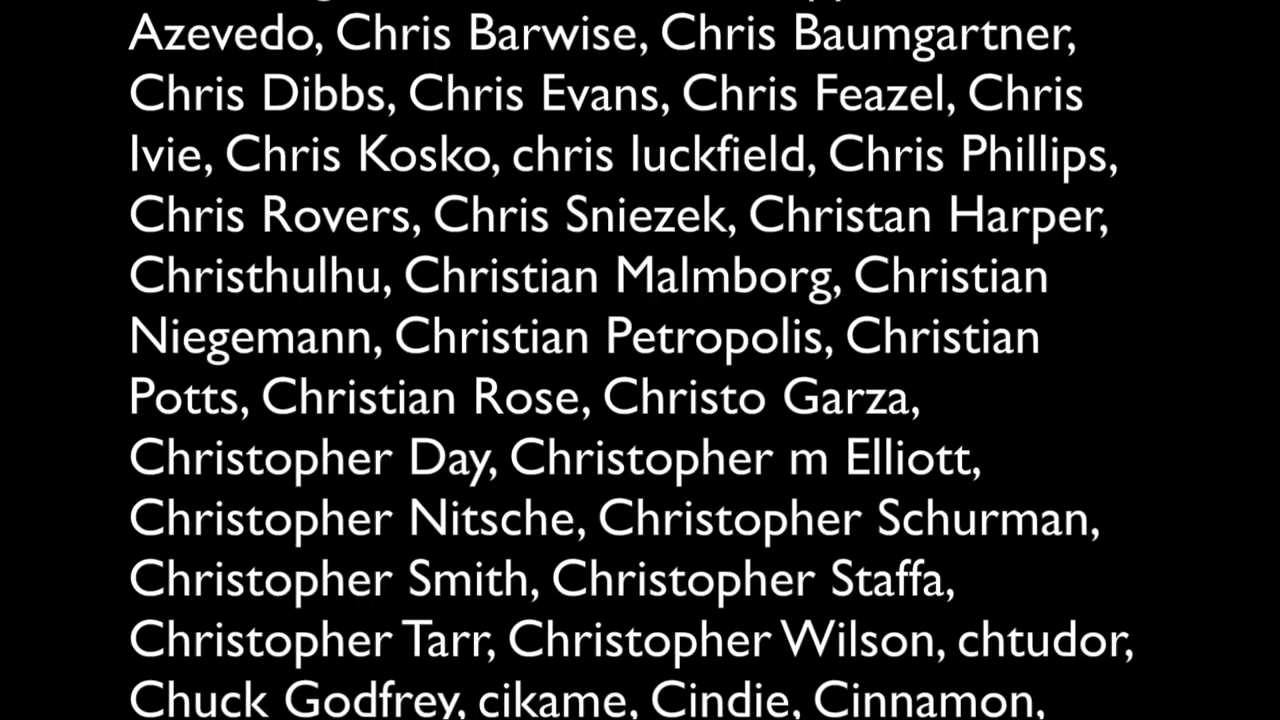 Azevedo, Chris Barwise, Chris Baumgartner,
Chris Dibbs, Chris Evans, Chris Feazel, Chris
Ivie, Chris Kosko, chris luckfield, Chris Phillips,
Chris Rovers, Chris Sniezek, Christan Harper,
Christhulhu, Christian Malmborg, Christian
Niegemann, Christian Petropolis, Christian
Potts, Christian Rose, Christo Garza,
Christopher Day, Christopher m Elliott,
Christopher Nitsche, Christopher Schurman,
Christopher Smith, Christopher Staffa,
Christopher Tarr, Christopher Wilson, chtudor,
Chuck Godfrey, cikame, Cindie, Cinnamon,